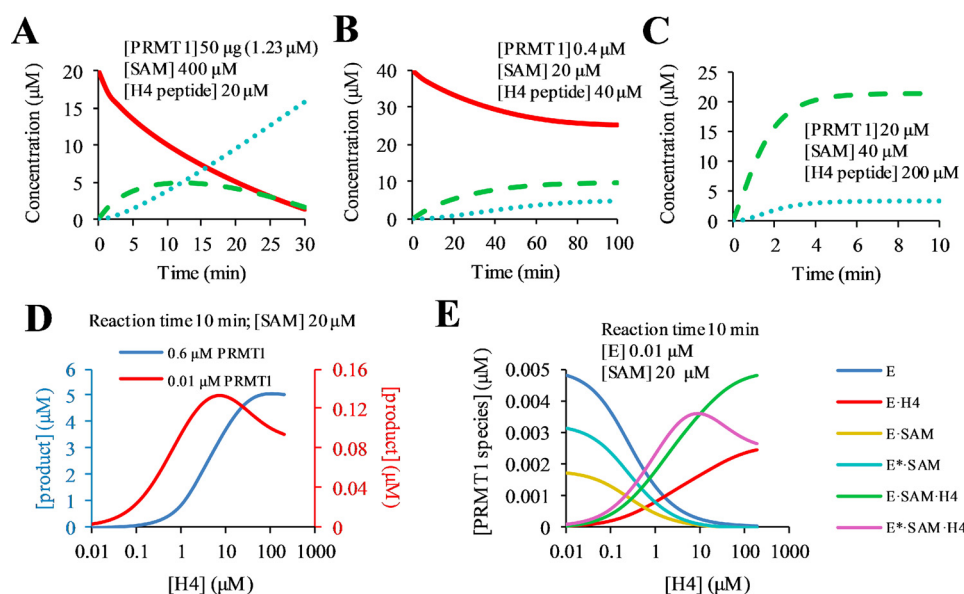 A
[PRMT1] 50 µg (1.23 µM)
[SAM] 400 µM
[H4 peptide] 20 µM
Concentration (µM)
20
15
10
5
0
0 5 10 15 20 25 30
Time (min)
B
[PRMT1] 0.4 µM
[SAM] 20 µM
[H4 peptide] 40 µM
Concentration (µM)
40
30
20
10
0
0 20 40 60 80 100
Time (min)
C
[PRMT1] 20 µM
[SAM] 40 µM
[H4 peptide] 200 µM
Concentration (µM)
25
20
15
10
5
0
0 2 4 6 8 10
Time (min)
D
Reaction time 10 min; [SAM] 20 µM
0.6 µM PRMT1
0.01 µM PRMT1
[product] (µM)
6
5
4
3
2
1
0
0.16
0.12
0.08
0.04
0
[product] (µM)
0.01 0.1 1 10 100 1000
[H4] (µM)
E
Reaction time 10 min
[E] 0.01 µM
[SAM] 20 µM
[PRMT1 species] (µM)
0.005
0.004
0.003
0.002
0.001
0
0.01 0.1 1 10 100 1000
[H4] (µM)
E
E·H4
E·SAM
E*·SAM
E·SAM·H4
E*·SAM·H4